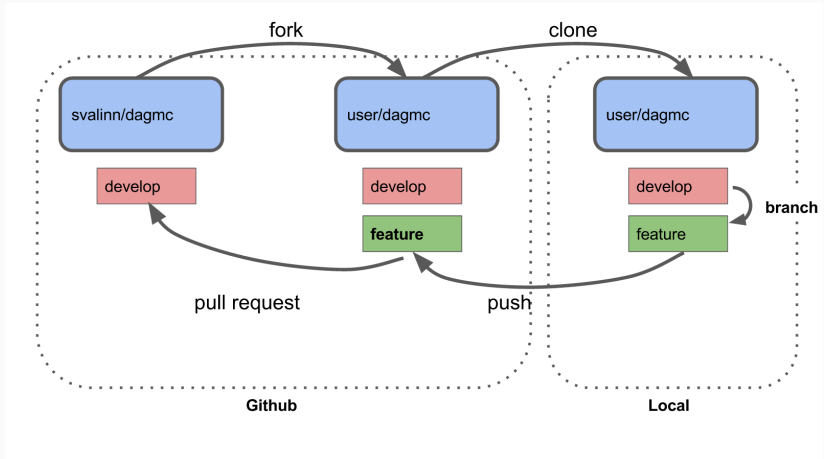 fork
clone
svalinn/dagmc
user/dagmc
user/dagmc
develop
develop
develop
branch
feature
feature
pull request
push
Github
Local